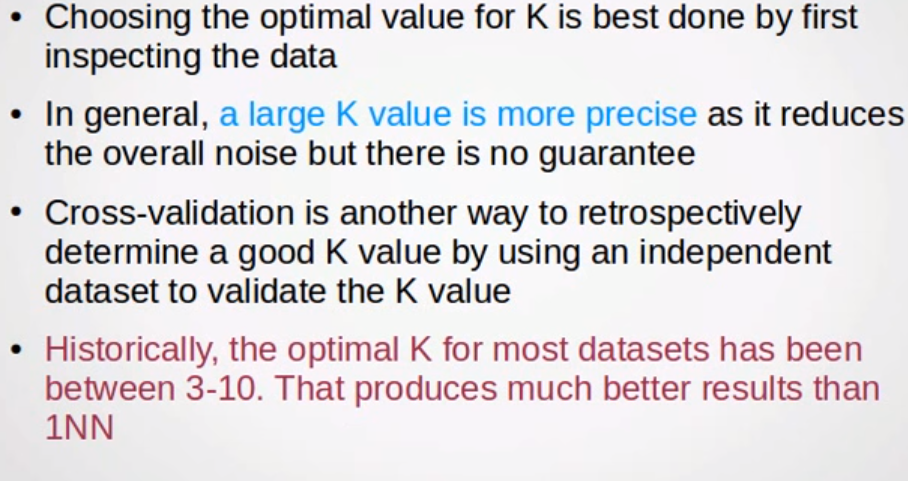 • Choosing the optimal value for K is best done by first
inspecting the data
• In general, a large K value is more precise as it reduces
the overall noise but there is no guarantee
• Cross-validation is another way to retrospectively
determine a good K value by using an independent
dataset to validate the K value
• Historically, the optimal K for most datasets has been
between 3-10. That produces much better results than
1NN